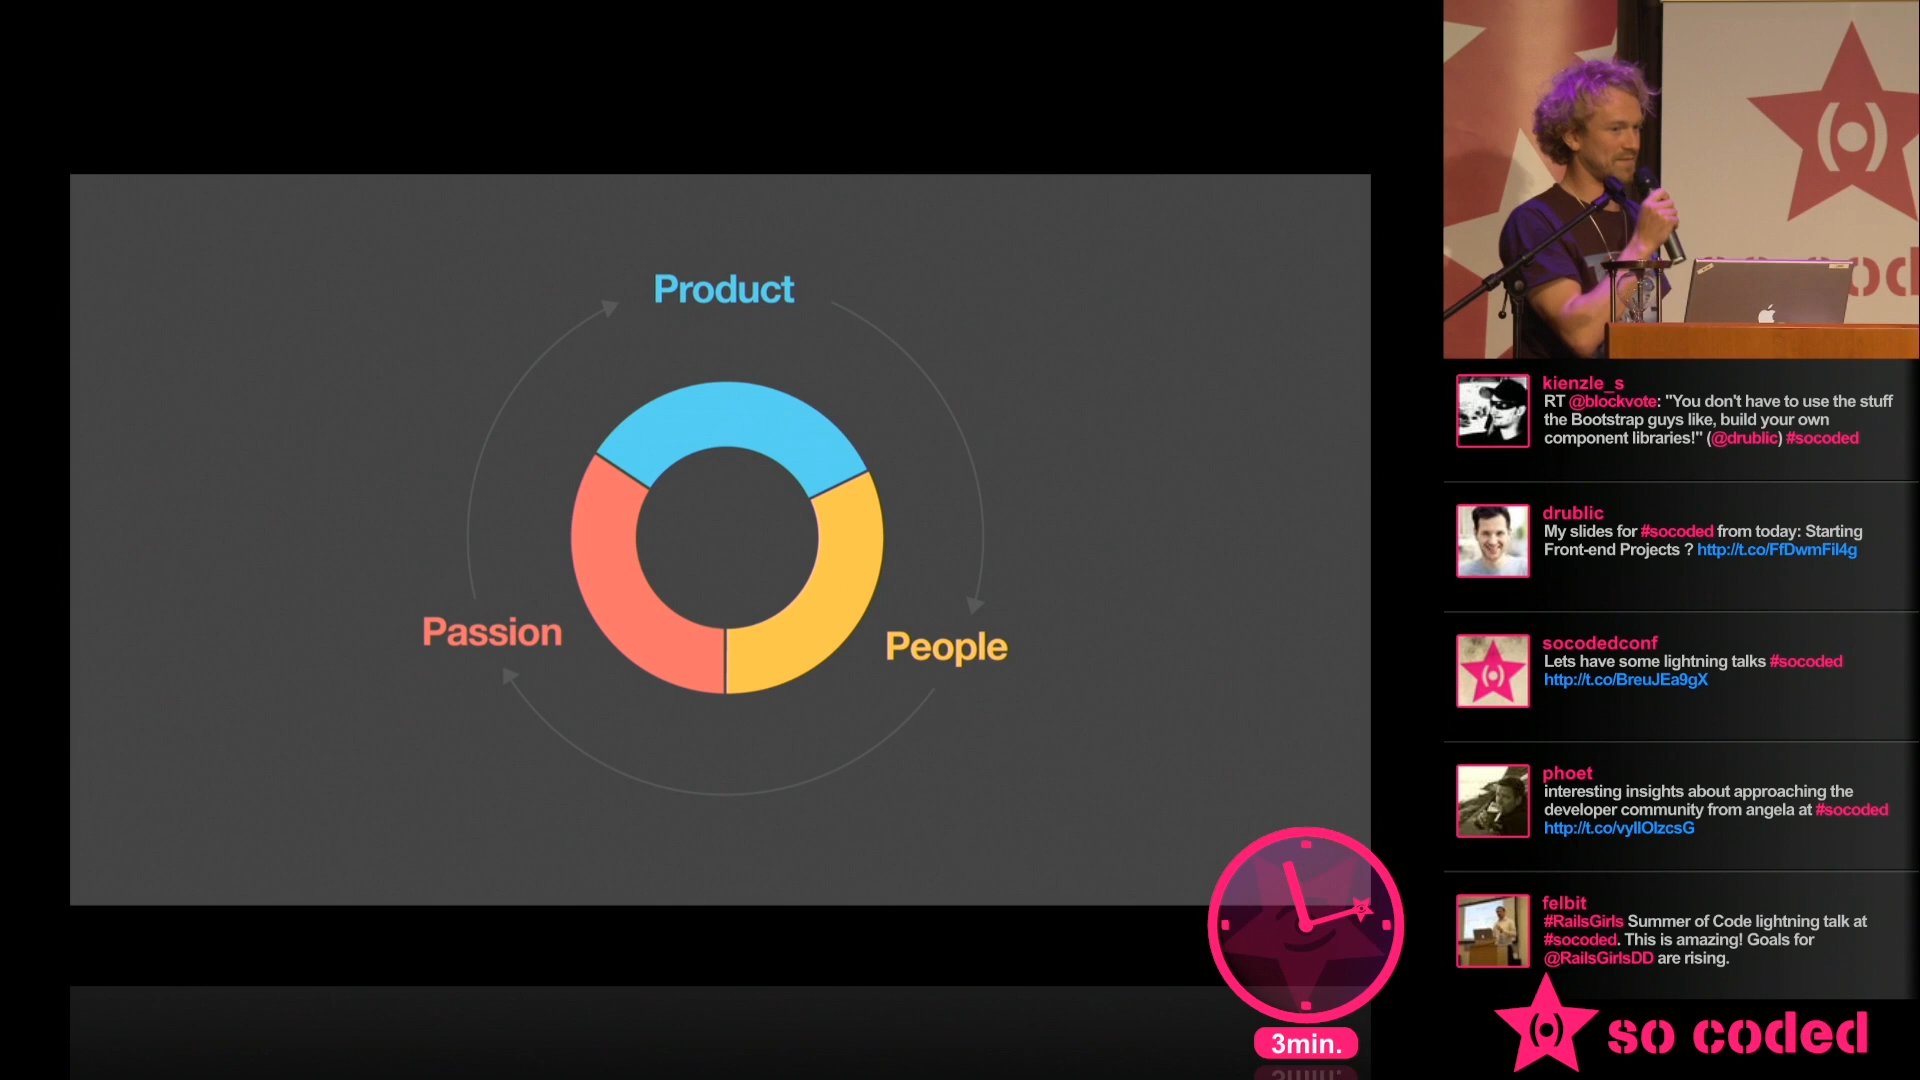 Product
Passion
People
3min.
kienzle_s
RT @blockvote: "You don't have to use the stuff
the Bootstrap guys like, build your own
component libraries!" (@drublic) #socoded
drublic
My slides for #socoded from today: Starting
Front-end Projects ? http://t.co/FfDwmFil4g
socodedconf
Lets have some lightning talks #socoded
http://t.co/BreuJEa9gX
phoet
interesting insights about approaching the
developer community from angela at #socoded
http://t.co/vyIlOlzcsG
felbit
#RailsGirls Summer of Code lightning talk at
#socoded. This is amazing! Goals for
@RailsGirlsDD are rising.
so coded